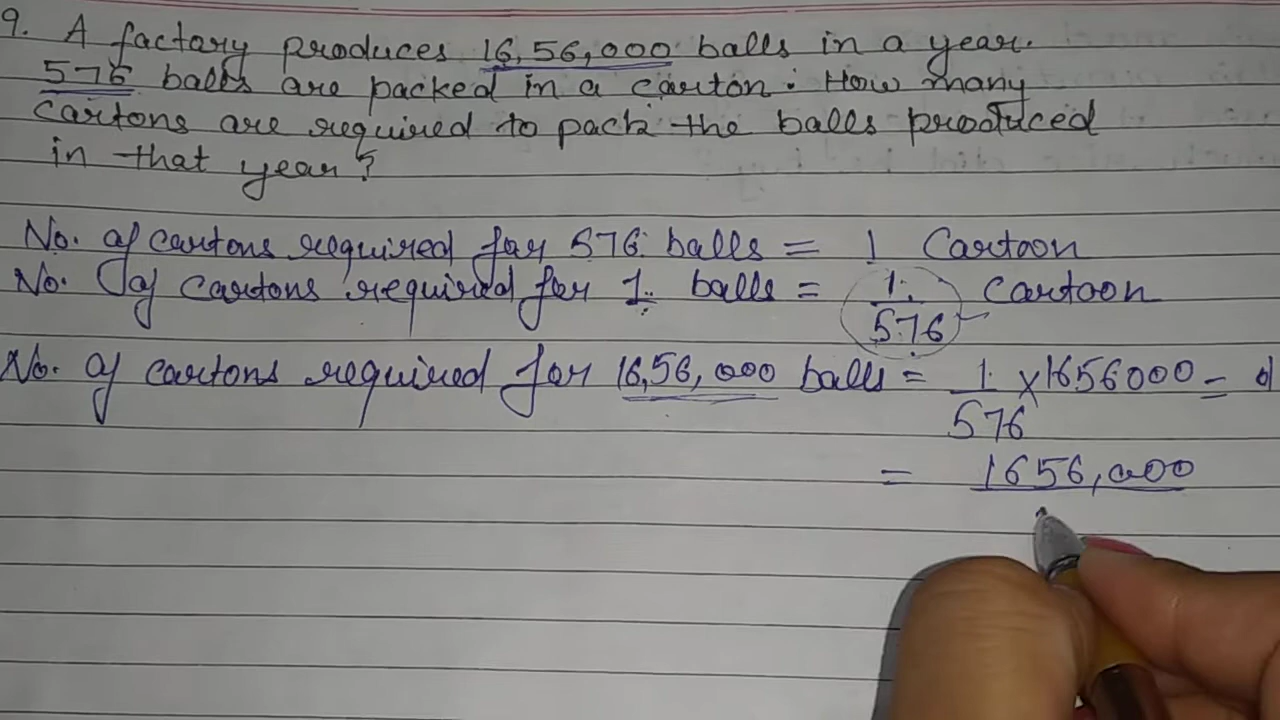 9. A factory produces 16,56,000 balls in a year.
576 balls are packed in a carton. How many
cartons are required to pack the balls produced
in that year?
No. of cartons required for 576 balls = 1 Cartoon
No. of cartons required for 1 balls = 1/576 Cartoon
No. of cartons required for 16,56,000 balls = 1/576 × 1656000 =
= 1656,000